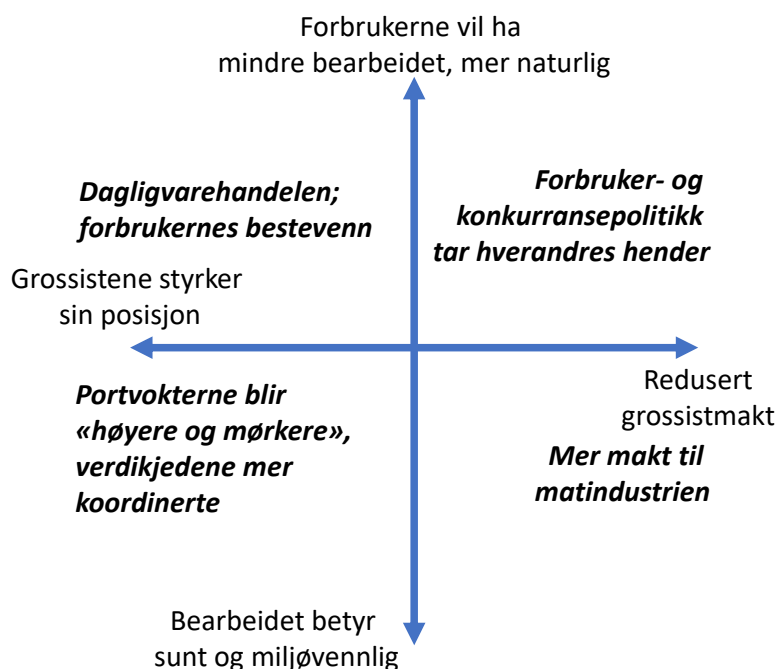 Forbrukerne vil ha
mindre bearbeidet, mer naturlig
Dagligvarehandelen;
forbrukernes bestevenn
Forbruker- og
konkurransepolitikk
tar hverandres hender
Grossistene styrker
sin posisjon
Redusert
grossistmakt
Portvokterne blir
«høyere og mørkere»,
verdikjedene mer
koordinerte
Mer makt til
matindustrien
Bearbeidet betyr
sunt og miljøvennlig